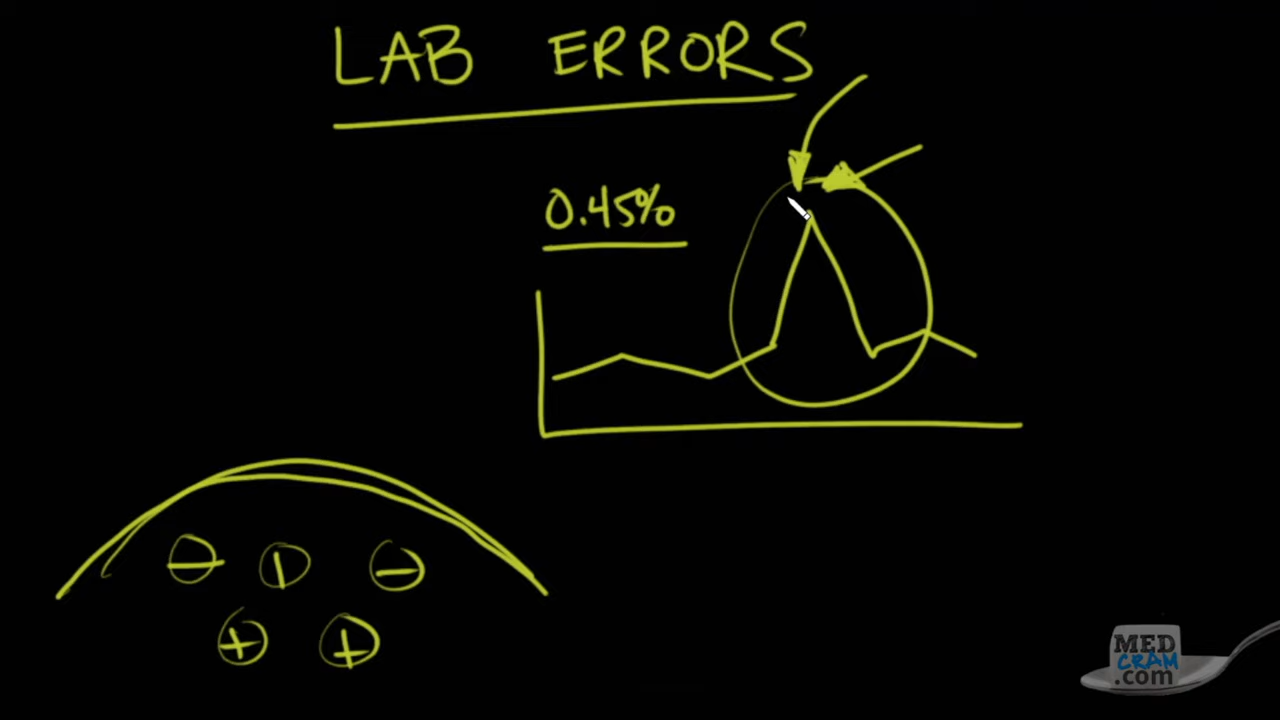 LAB ERRORS
0.45%
− −
+ +
MED
CRAM
.com